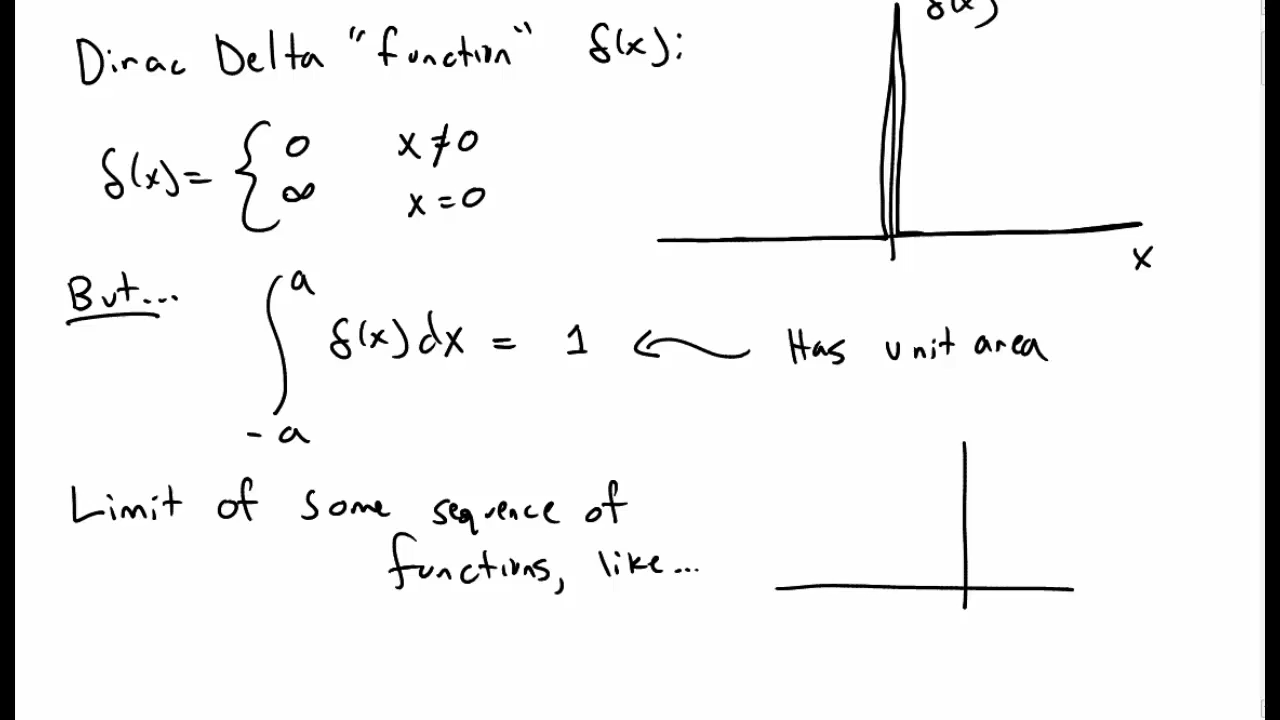 Dirac Delta "function" δ(x):
δ(x)
δ(x) = { 0 x ≠ 0
∞ x = 0
x
But... ∫_{-a}^{a} δ(x) dx = 1 ← Has unit area
Limit of some sequence of
functions, like...